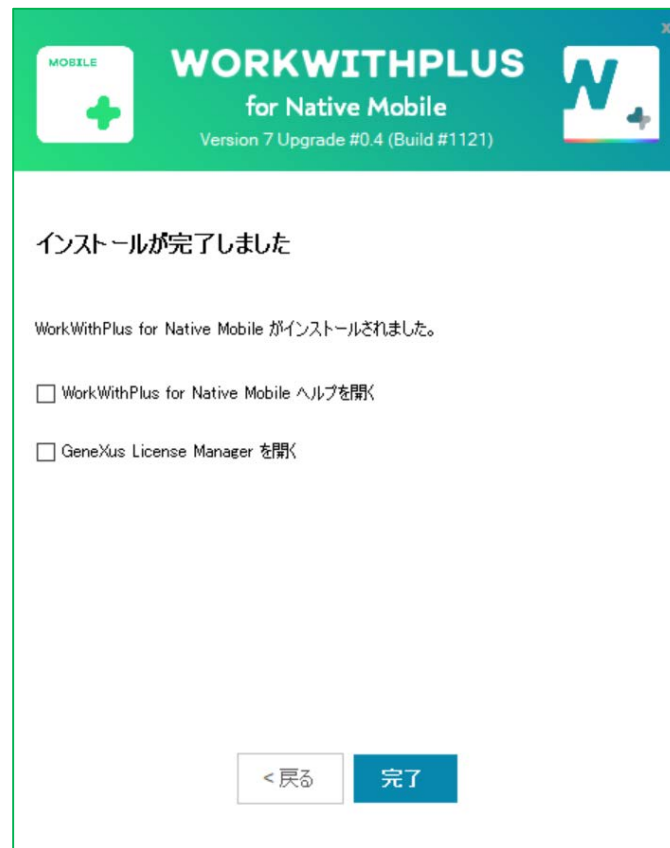 MOBILE
WORKWITHPLUS
for Native Mobile
Version 7 Upgrade #0.4 (Build #1121)
x
インストールが完了しました
WorkWithPlus for Native Mobile がインストールされました。
WorkWithPlus for Native Mobile ヘルプを開く
GeneXus License Manager を開く
< 戻る
完了